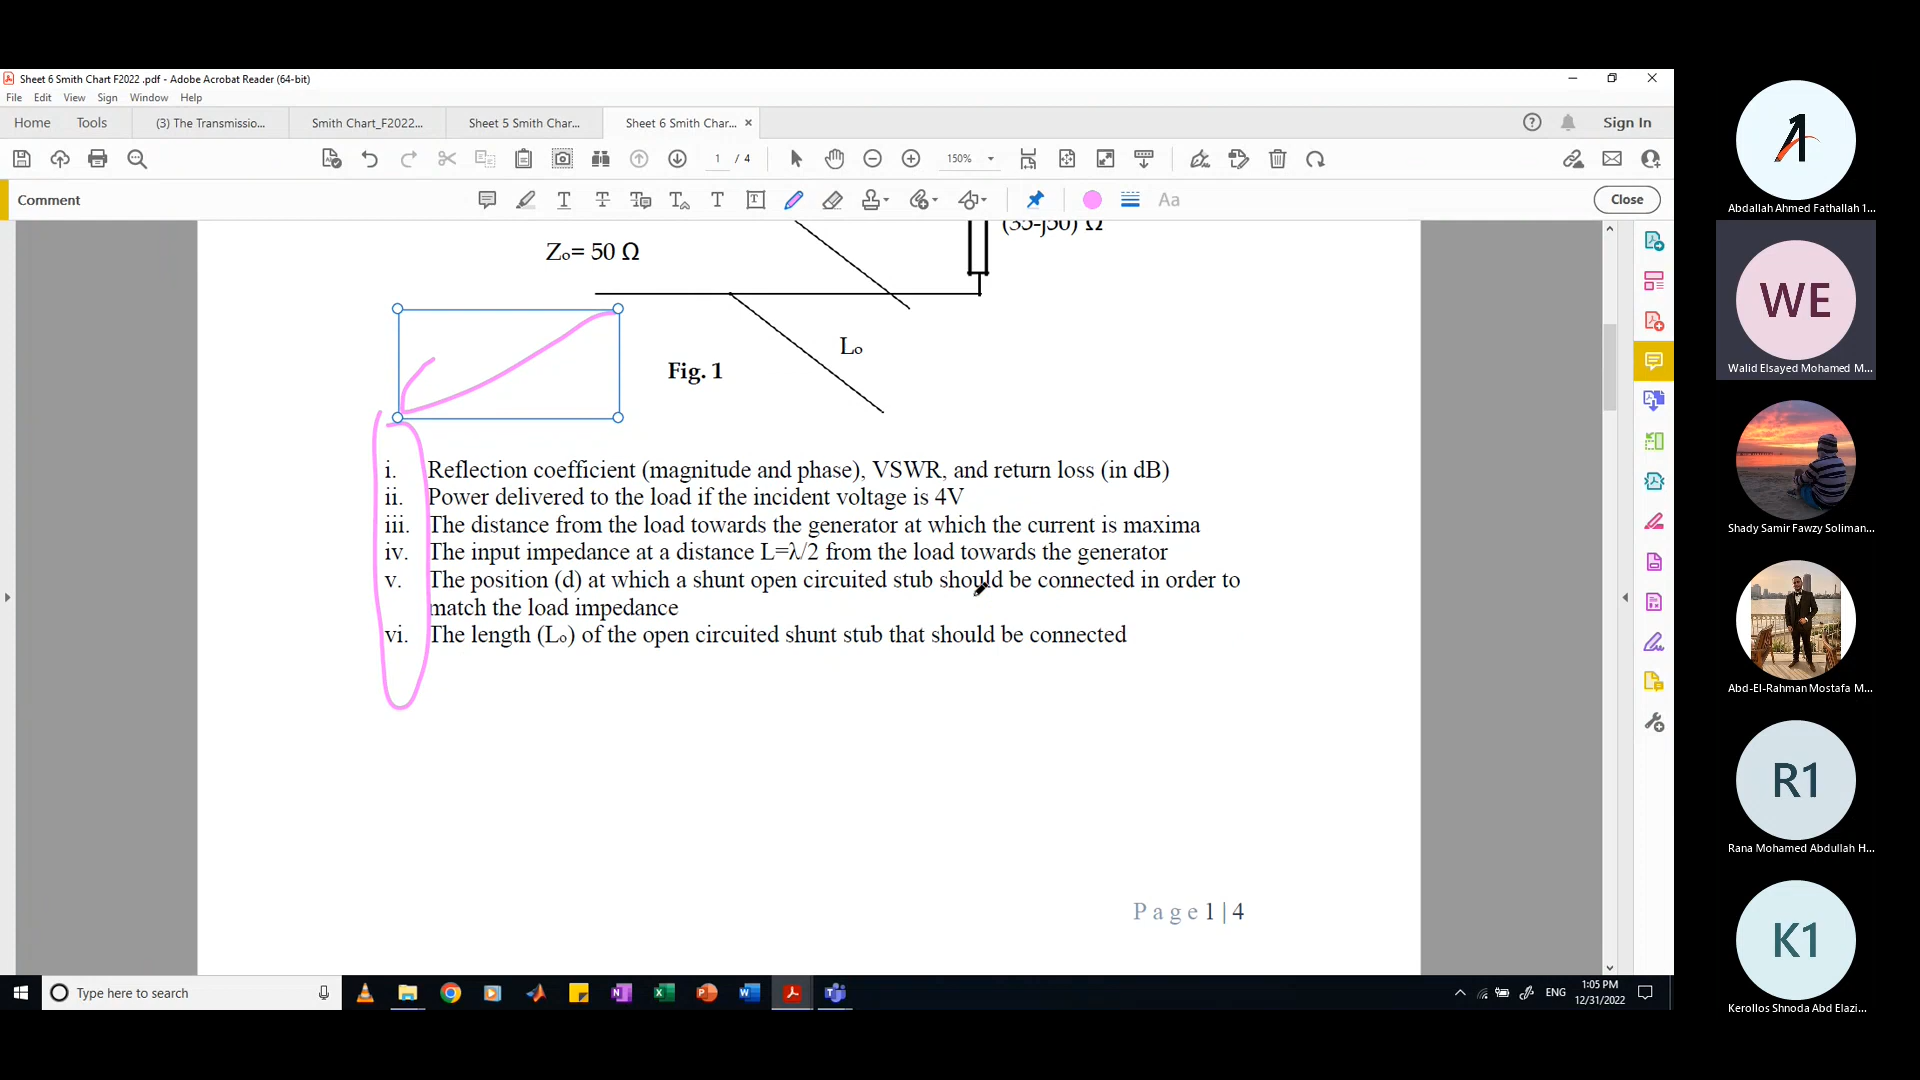 Sheet 6 Smith Chart F2022 .pdf - Adobe Acrobat Reader (64-bit)
File Edit View Sign Window Help
Home Tools (3) The Transmissio... Smith Chart_F2022... Sheet 5 Smith Char... Sheet 6 Smith Char... Sign In
1 / 4 150%
Comment Aa Close
(35-j50) Ω
Zo= 50 Ω
Lo
Fig. 1
i. Reflection coefficient (magnitude and phase), VSWR, and return loss (in dB)
ii. Power delivered to the load if the incident voltage is 4V
iii. The distance from the load towards the generator at which the current is maxima
iv. The input impedance at a distance L=λ/2 from the load towards the generator
v. The position (d) at which a shunt open circuited stub should be connected in order to
match the load impedance
vi. The length (Lo) of the open circuited shunt stub that should be connected
Page 1 | 4
Type here to search
ENG
1:05 PM
12/31/2022
Abdallah Ahmed Fathallah 1...
WE
Walid Elsayed Mohamed M...
Shady Samir Fawzy Soliman...
Abd-El-Rahman Mostafa M...
R1
Rana Mohamed Abdullah H...
K1
Kerollos Shnoda Abd Elazi...